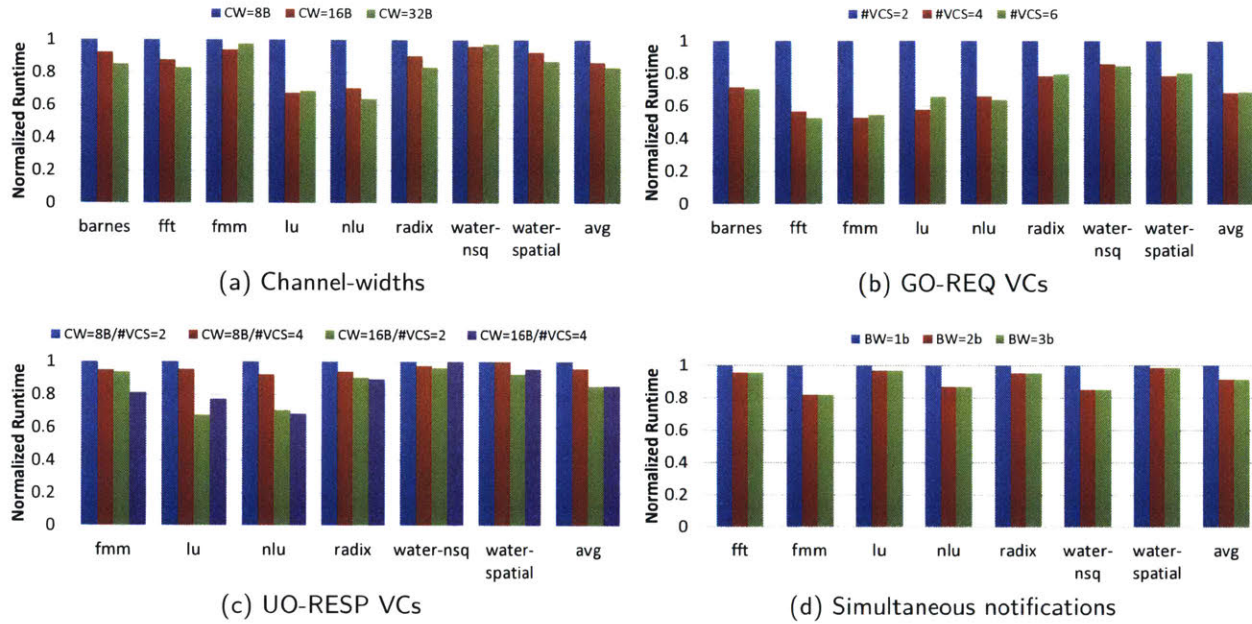 CW=8B CW=16B CW=32B
Normalized Runtime
1
0.8
0.6
0.4
0.2
0
barnes fft fmm lu nlu radix water-nsq water-spatial avg
(a) Channel-widths
#VCS=2 #VCS=4 #VCS=6
Normalized Runtime
1
0.8
0.6
0.4
0.2
0
barnes fft fmm lu nlu radix water-nsq water-spatial avg
(b) GO-REQ VCs
CW=8B/#VCS=2 CW=8B/#VCS=4 CW=16B/#VCS=2 CW=16B/#VCS=4
Normalized Runtime
1
0.8
0.6
0.4
0.2
0
fmm lu nlu radix water-nsq water-spatial avg
(c) UO-RESP VCs
BW=1b BW=2b BW=3b
Normalized Runtime
1
0.8
0.6
0.4
0.2
0
fft fmm lu nlu radix water-nsq water-spatial avg
(d) Simultaneous notifications